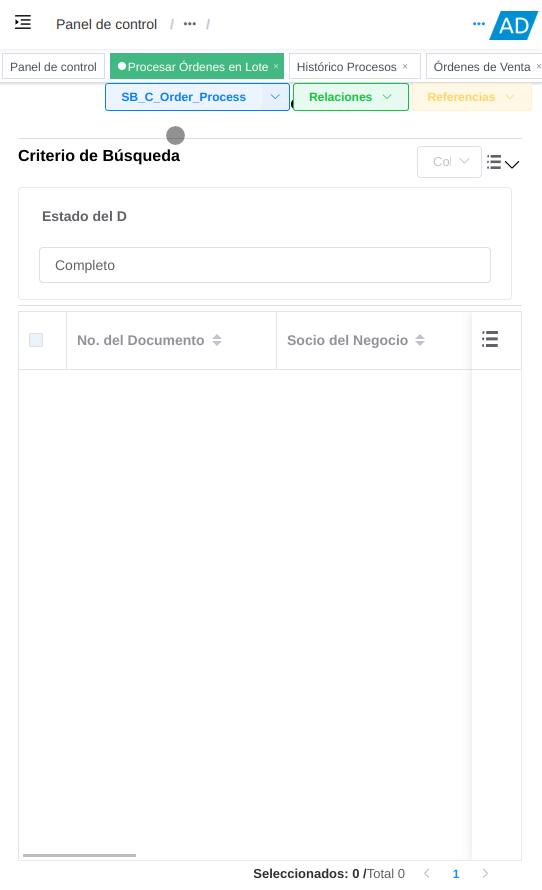 Panel de control / ••• /
••• AD
Panel de control
Procesar Órdenes en Lote ×
Histórico Procesos ×
Órdenes de Venta ×
SB_C_Order_Process
Relaciones
Referencias
Criterio de Búsqueda
Estado del D
Completo
No. del Documento
Socio del Negocio
Seleccionados: 0 /Total 0
1